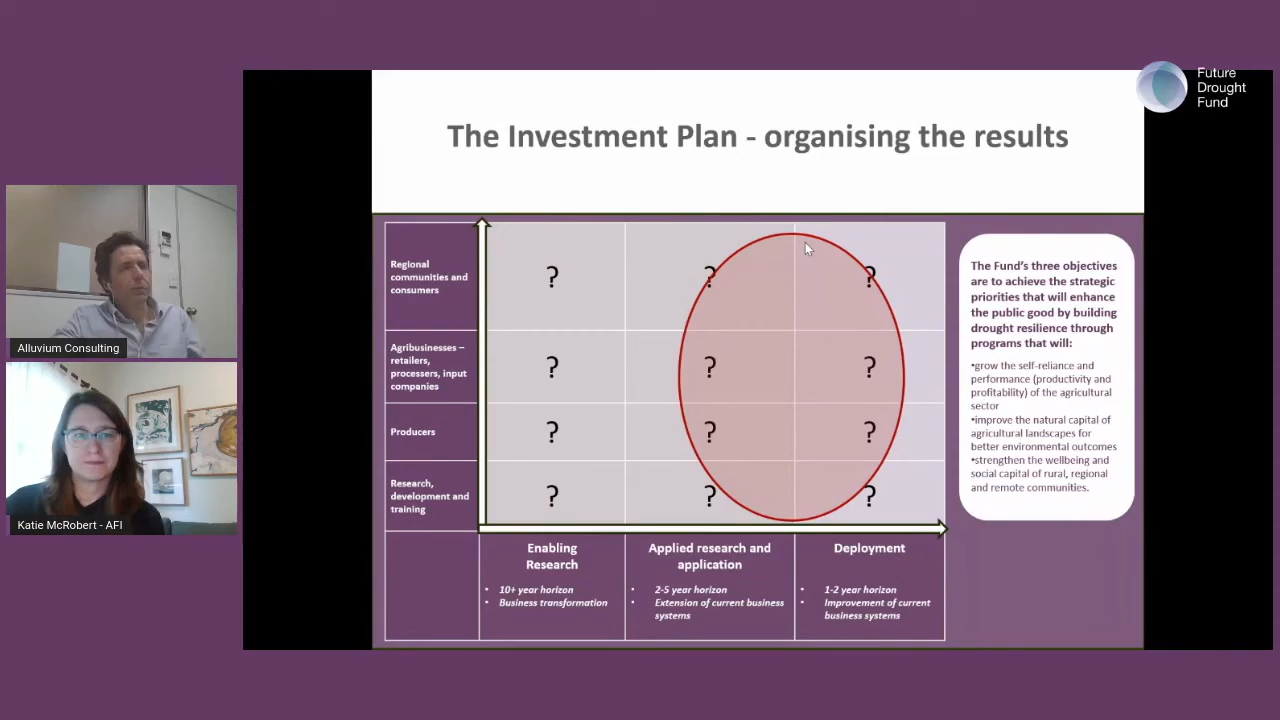 Future
Drought
Fund
The Investment Plan - organising the results
Regional
communities and
consumers
?
?
?
Agribusinesses –
retailers,
processers, input
companies
?
?
?
Producers
?
?
?
Research,
development and
training
?
?
?
Enabling
Research
• 10+ year horizon
• Business transformation
Applied research and
application
• 2-5 year horizon
• Extension of current business
systems
Deployment
• 1-2 year horizon
• Improvement of current
business systems
The Fund's three objectives
are to achieve the strategic
priorities that will enhance
the public good by building
drought resilience through
programs that will:
•grow the self-reliance and
performance (productivity and
profitability) of the agricultural
sector
•improve the natural capital of
agricultural landscapes for
better environmental outcomes
•strengthen the wellbeing and
social capital of rural, regional
and remote communities.
Alluvium Consulting
Katie McRobert - AFI